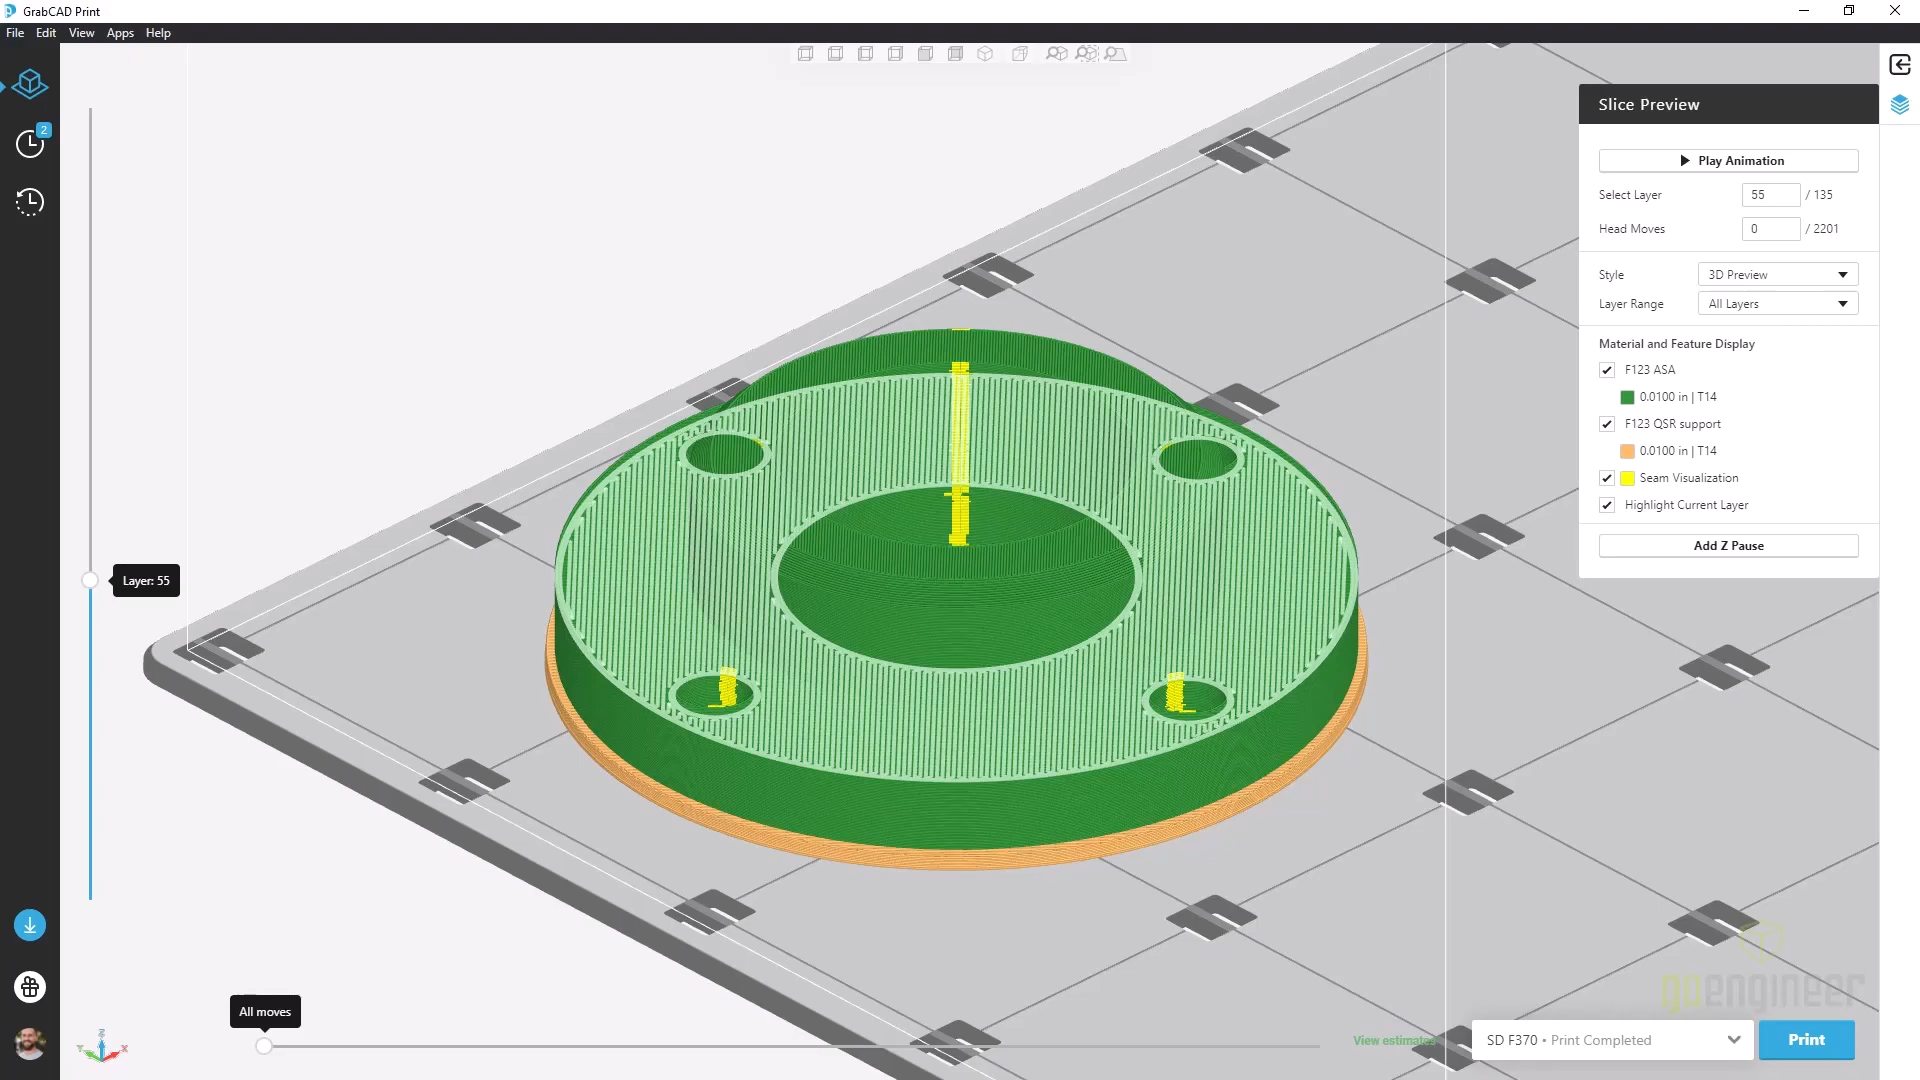 GrabCAD Print
File Edit View Apps Help
2
Slice Preview
Play Animation
Select Layer 55 / 135
Head Moves 0 / 2201
Style 3D Preview
Layer Range All Layers
Material and Feature Display
F123 ASA
0.0100 in | T14
F123 QSR support
0.0100 in | T14
Seam Visualization
Highlight Current Layer
Add Z Pause
Layer: 55
goengineer
All moves
Z
Y X
View estimates
SD F370 • Print Completed
Print